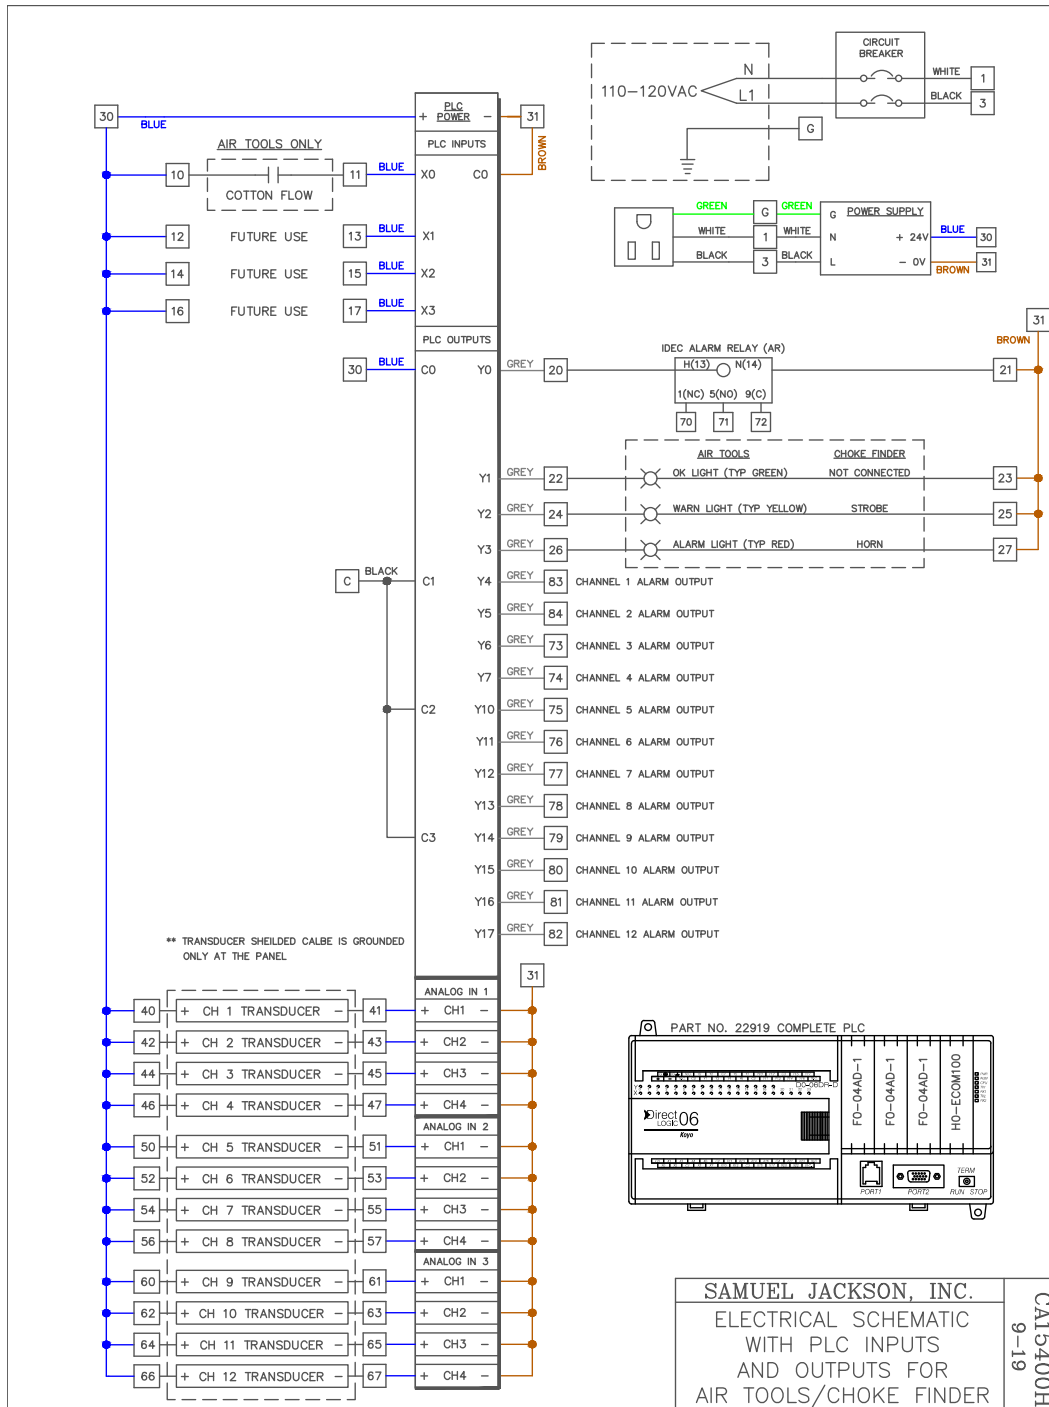 CIRCUIT
BREAKER
110-120VAC
N
WHITE
1
L1
BLACK
3
G
30
BLUE
+ PLC POWER -
31
BROWN
AIR TOOLS ONLY
PLC INPUTS
10
11
BLUE
X0
C0
COTTON FLOW
12
FUTURE USE
13
BLUE
X1
14
FUTURE USE
15
BLUE
X2
16
FUTURE USE
17
BLUE
X3
GREEN
G
GREEN
G
POWER SUPPLY
WHITE
1
WHITE
N
+ 24V
BLUE
30
BLACK
3
BLACK
L
- 0V
BROWN
31
31
BROWN
PLC OUTPUTS
IDEC ALARM RELAY (AR)
30
BLUE
C0
Y0
GREY
20
H(13)
N(14)
21
1(NC) 5(NO) 9(C)
70
71
72
AIR TOOLS
CHOKE FINDER
Y1
GREY
22
OK LIGHT (TYP GREEN)
NOT CONNECTED
23
Y2
GREY
24
WARN LIGHT (TYP YELLOW)
STROBE
25
Y3
GREY
26
ALARM LIGHT (TYP RED)
HORN
27
C
BLACK
C1
Y4
GREY
83
CHANNEL 1 ALARM OUTPUT
Y5
GREY
84
CHANNEL 2 ALARM OUTPUT
Y6
GREY
73
CHANNEL 3 ALARM OUTPUT
Y7
GREY
74
CHANNEL 4 ALARM OUTPUT
C2
Y10
GREY
75
CHANNEL 5 ALARM OUTPUT
Y11
GREY
76
CHANNEL 6 ALARM OUTPUT
Y12
GREY
77
CHANNEL 7 ALARM OUTPUT
Y13
GREY
78
CHANNEL 8 ALARM OUTPUT
C3
Y14
GREY
79
CHANNEL 9 ALARM OUTPUT
Y15
GREY
80
CHANNEL 10 ALARM OUTPUT
Y16
GREY
81
CHANNEL 11 ALARM OUTPUT
Y17
GREY
82
CHANNEL 12 ALARM OUTPUT
** TRANSDUCER SHEILDED CALBE IS GROUNDED
ONLY AT THE PANEL
31
ANALOG IN 1
40
+ CH 1 TRANSDUCER -
41
+ CH1 -
42
+ CH 2 TRANSDUCER -
43
+ CH2 -
44
+ CH 3 TRANSDUCER -
45
+ CH3 -
46
+ CH 4 TRANSDUCER -
47
+ CH4 -
ANALOG IN 2
50
+ CH 5 TRANSDUCER -
51
+ CH1 -
52
+ CH 6 TRANSDUCER -
53
+ CH2 -
54
+ CH 7 TRANSDUCER -
55
+ CH3 -
56
+ CH 8 TRANSDUCER -
57
+ CH4 -
ANALOG IN 3
60
+ CH 9 TRANSDUCER -
61
+ CH1 -
62
+ CH 10 TRANSDUCER -
63
+ CH2 -
64
+ CH 11 TRANSDUCER -
65
+ CH3 -
66
+ CH 12 TRANSDUCER -
67
+ CH4 -
PART NO. 22919 COMPLETE PLC
D0-06DR-D
Direct
LOGIC 06
Koyo
F0-04AD-1
F0-04AD-1
F0-04AD-1
H0-ECOM100
PORT1
PORT2
TERM
RUN STOP
SAMUEL JACKSON, INC.
ELECTRICAL SCHEMATIC
WITH PLC INPUTS
AND OUTPUTS FOR
AIR TOOLS/CHOKE FINDER
CA15400H
9-19